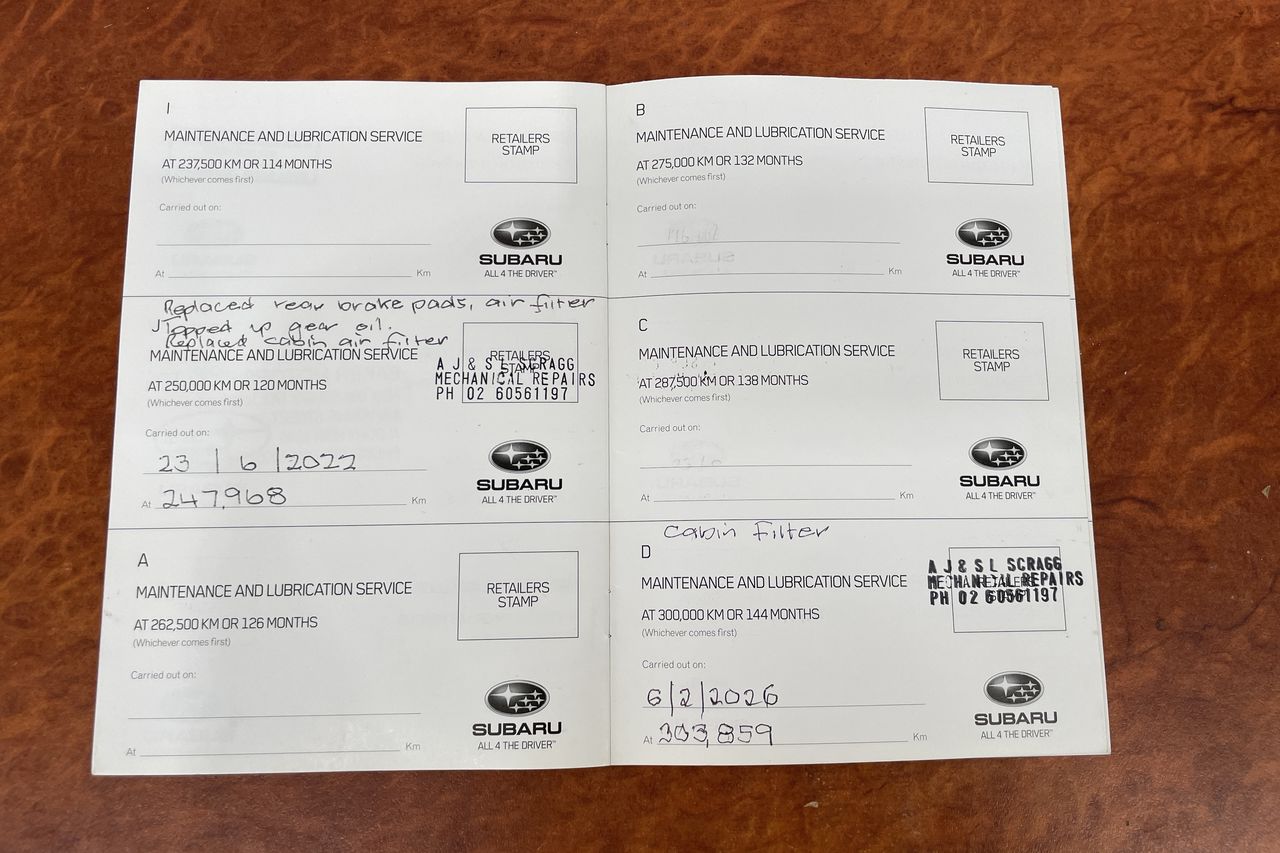 I
MAINTENANCE AND LUBRICATION SERVICE
RETAILERS
STAMP
AT 237,500 KM OR 114 MONTHS
(Whichever comes first)
Carried out on:
SUBARU
ALL 4 THE DRIVER™
At Km
Replaced rear brake pads, air filter
Topped up gear oil.
Replaced cabin air filter
J
MAINTENANCE AND LUBRICATION SERVICE
RETAILERS
STAMP
A J & S L SCRAGG
MECHANICAL REPAIRS
PH 02 60561197
AT 250,000 KM OR 120 MONTHS
(Whichever comes first)
Carried out on:
23 / 6 / 2022
SUBARU
ALL 4 THE DRIVER™
At 247,968 Km
A
MAINTENANCE AND LUBRICATION SERVICE
RETAILERS
STAMP
AT 262,500 KM OR 126 MONTHS
(Whichever comes first)
Carried out on:
SUBARU
ALL 4 THE DRIVER™
At Km
B
MAINTENANCE AND LUBRICATION SERVICE
RETAILERS
STAMP
AT 275,000 KM OR 132 MONTHS
(Whichever comes first)
Carried out on:
SUBARU
ALL 4 THE DRIVER™
At Km
C
MAINTENANCE AND LUBRICATION SERVICE
RETAILERS
STAMP
AT 287,500 KM OR 138 MONTHS
(Whichever comes first)
Carried out on:
SUBARU
ALL 4 THE DRIVER™
At Km
Cabin Filter
D
MAINTENANCE AND LUBRICATION SERVICE
RETAILERS
A J & S L SCRAGG
MECHANICAL REPAIRS
PH 02 60561197
AT 300,000 KM OR 144 MONTHS
(Whichever comes first)
Carried out on:
6/2/2026
SUBARU
ALL 4 THE DRIVER™
At 303,859 Km